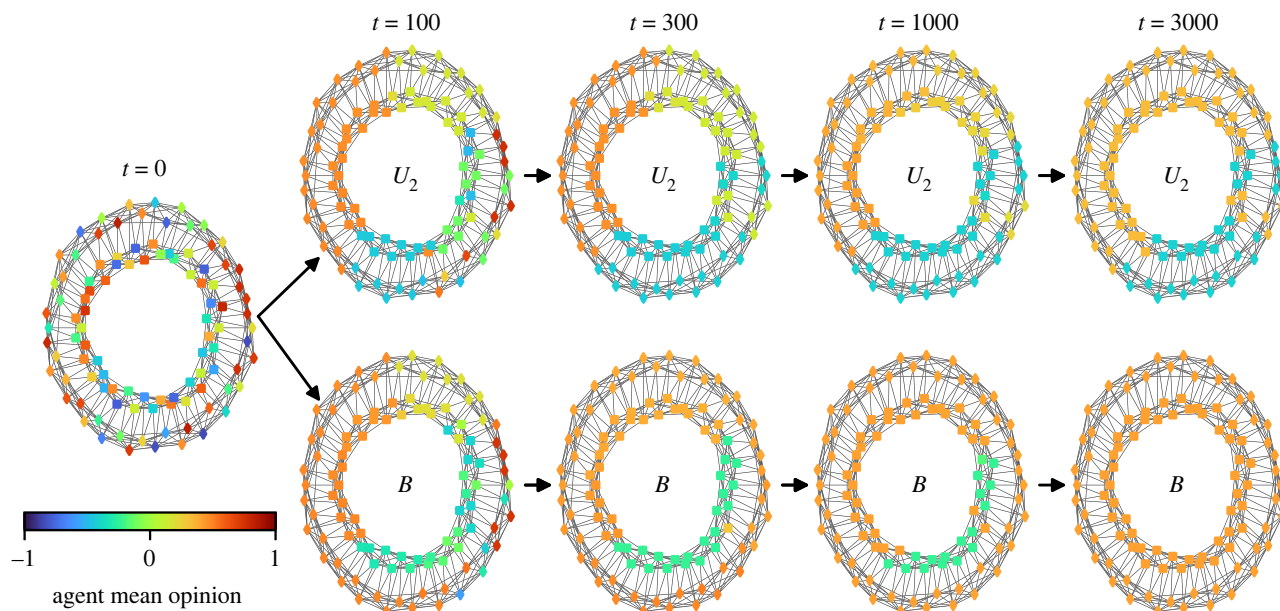 t = 100
t = 300
t = 1000
t = 3000
t = 0
U2
U2
U2
U2
B
B
B
B
–1
0
1
agent mean opinion